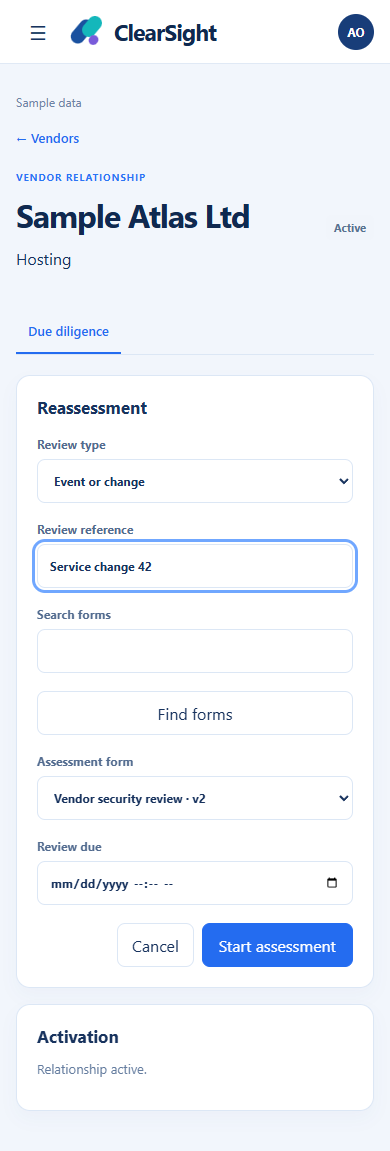 ☰ ClearSight AO
Sample data
← Vendors
VENDOR RELATIONSHIP
Sample Atlas Ltd
Active
Hosting
Due diligence
Reassessment
Review type
Event or change
Review reference
Service change 42
Search forms
Find forms
Assessment form
Vendor security review · v2
Review due
mm/dd/yyyy --:-- --
Cancel Start assessment
Activation
Relationship active.